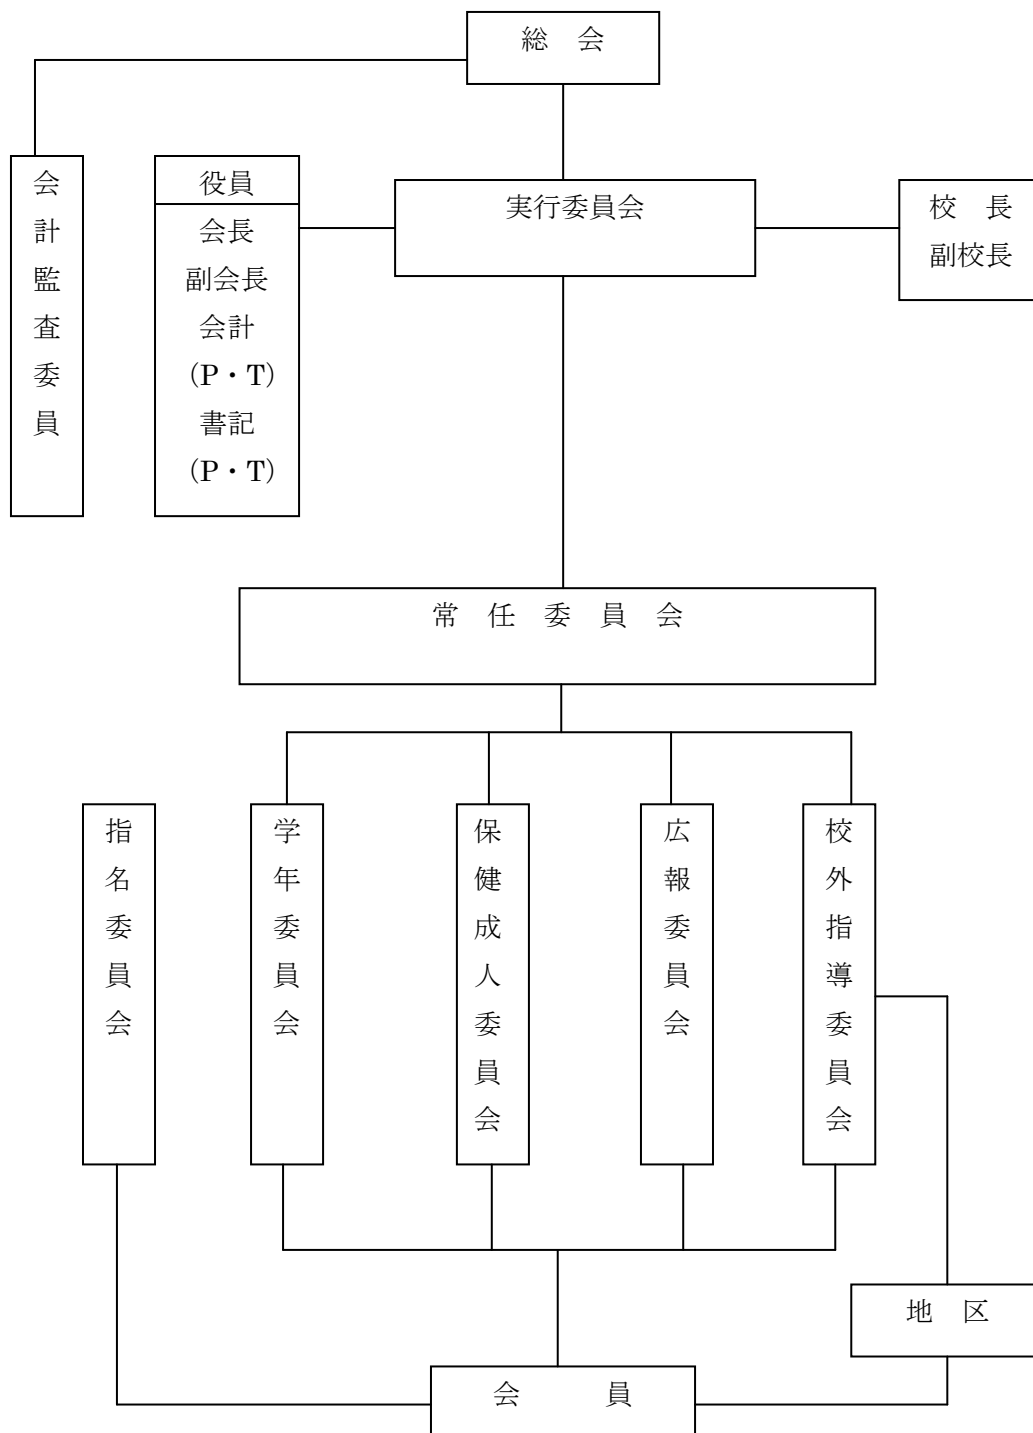 総　会
会計監査委員
役員
会長
副会長
会計
（P・T）
書記
（P・T）
実行委員会
校　長
副校長
常　任　委　員　会
指名委員会
学年委員会
保健成人委員会
広報委員会
校外指導委員会
地　区
会　　　員